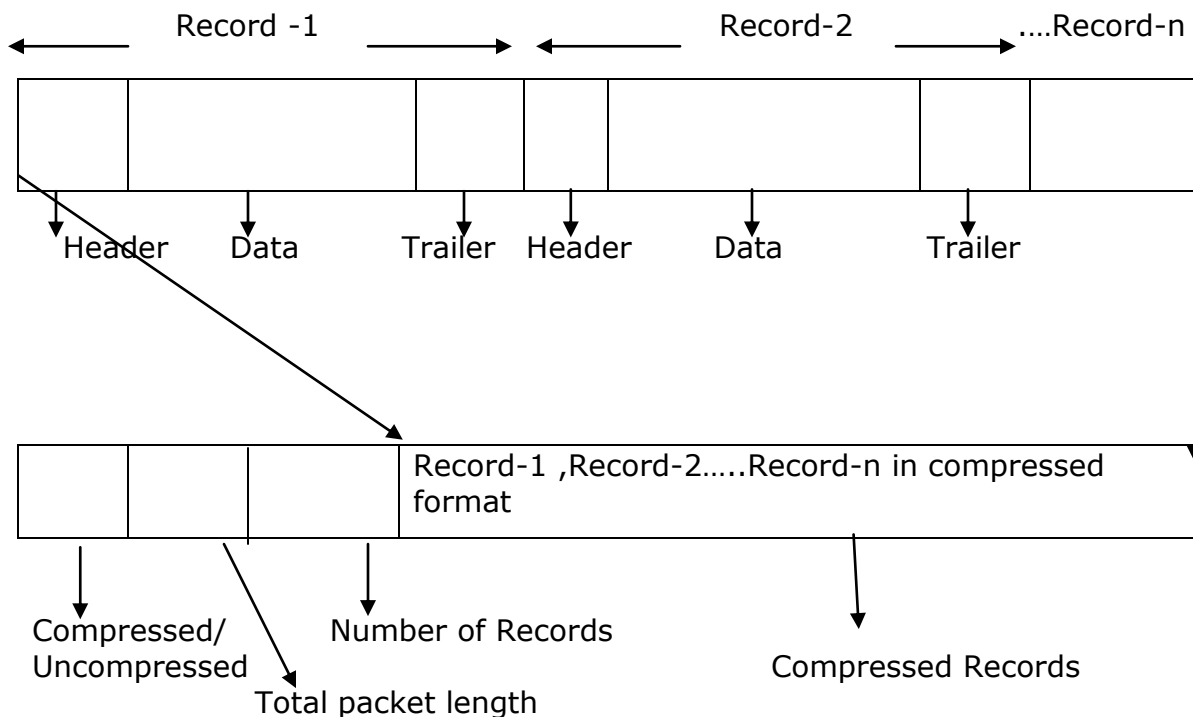 Record -1
Record-2
.…Record-n
Header
Data
Trailer
Header
Data
Trailer
Record-1 ,Record-2…..Record-n in compressed
format
Compressed/
Uncompressed
Number of Records
Compressed Records
Total packet length